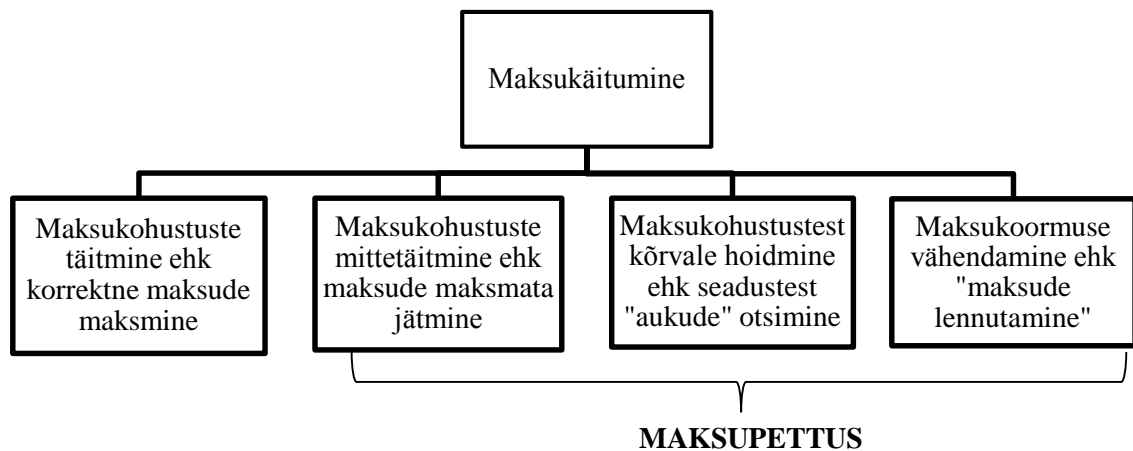 Maksukäitumine
Maksukohustuste
täitmine ehk
korrektne maksude
maksmine
Maksukohustuste
mittetäitmine ehk
maksude maksmata
jätmine
Maksukohustustest
kõrvale hoidmine
ehk seadustest
"aukude" otsimine
Maksukoormuse
vähendamine ehk
"maksude
lennutamine"
MAKSUPETTUS